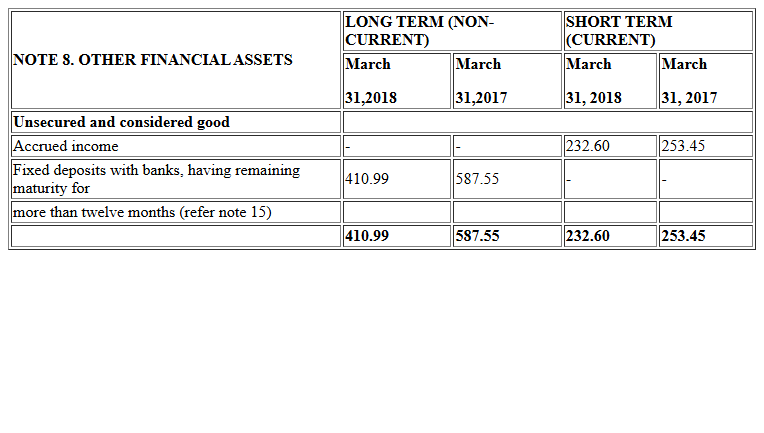 NOTE 8. OTHER FINANCIAL ASSETS
LONG TERM (NON-
CURRENT)
SHORT TERM
(CURRENT)
March
31,2018
March
31,2017
March
31, 2018
March
31, 2017
Unsecured and considered good
Accrued income - - 232.60 253.45
Fixed deposits with banks, having remaining
maturity for
410.99 587.55 - -
more than twelve months (refer note 15)
410.99 587.55 232.60 253.45